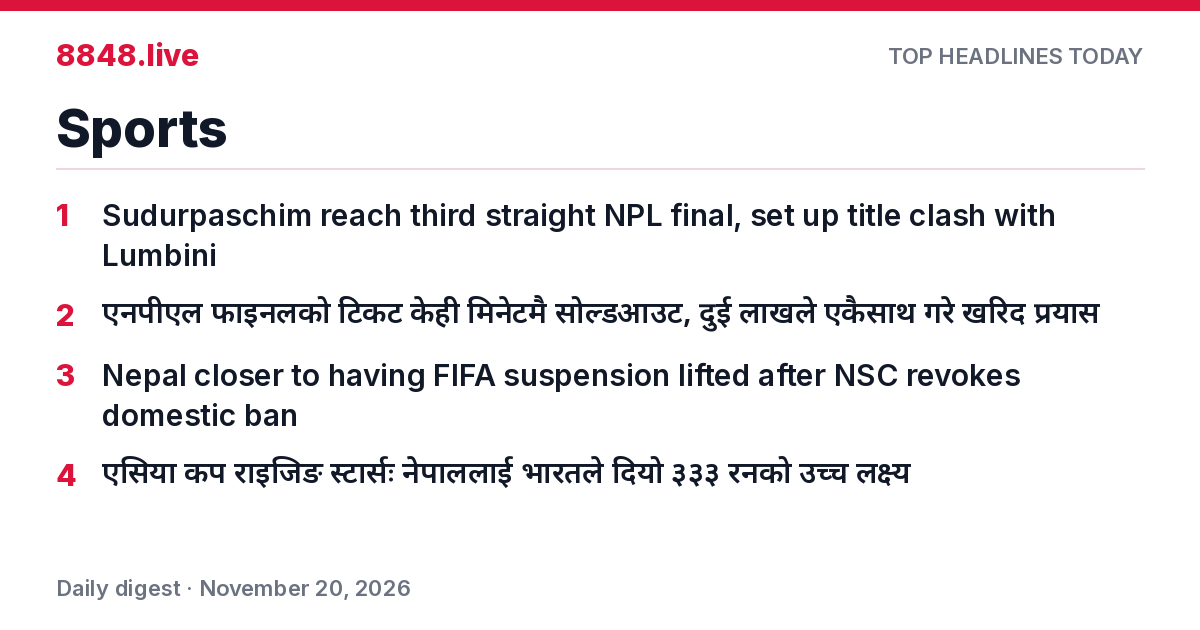 8848.live
TOP HEADLINES TODAY
Sports
1 Sudurpaschim reach third straight NPL final, set up title clash with
Lumbini
2 एनपीएल फाइनलको टिकट केही मिनेटमै सोल्डआउट, दुई लाखले एकैसाथ गरे खरिद प्रयास
3 Nepal closer to having FIFA suspension lifted after NSC revokes
domestic ban
4 एसिया कप राइजिङ स्टार्सः नेपाललाई भारतले दियो ३३३ रनको उच्च लक्ष्य
Daily digest · November 20, 2026